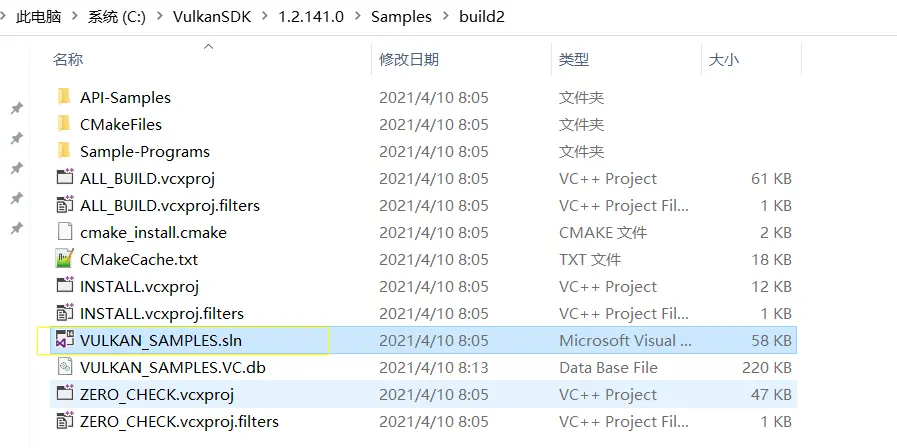 此电脑 系统 (C:) VulkanSDK 1.2.141.0 Samples build2
名称 修改日期 类型 大小
API-Samples 2021/4/10 8:05 文件夹
CMakeFiles 2021/4/10 8:05 文件夹
Sample-Programs 2021/4/10 8:05 文件夹
ALL_BUILD.vcxproj 2021/4/10 8:05 VC++ Project 61 KB
ALL_BUILD.vcxproj.filters 2021/4/10 8:05 VC++ Project Fil... 1 KB
cmake_install.cmake 2021/4/10 8:05 CMAKE 文件 2 KB
CMakeCache.txt 2021/4/10 8:05 TXT 文件 18 KB
INSTALL.vcxproj 2021/4/10 8:05 VC++ Project 12 KB
INSTALL.vcxproj.filters 2021/4/10 8:05 VC++ Project Fil... 1 KB
VULKAN_SAMPLES.sln 2021/4/10 8:05 Microsoft Visual ... 58 KB
VULKAN_SAMPLES.VC.db 2021/4/10 8:13 Data Base File 220 KB
ZERO_CHECK.vcxproj 2021/4/10 8:05 VC++ Project 47 KB
ZERO_CHECK.vcxproj.filters 2021/4/10 8:05 VC++ Project Fil... 1 KB